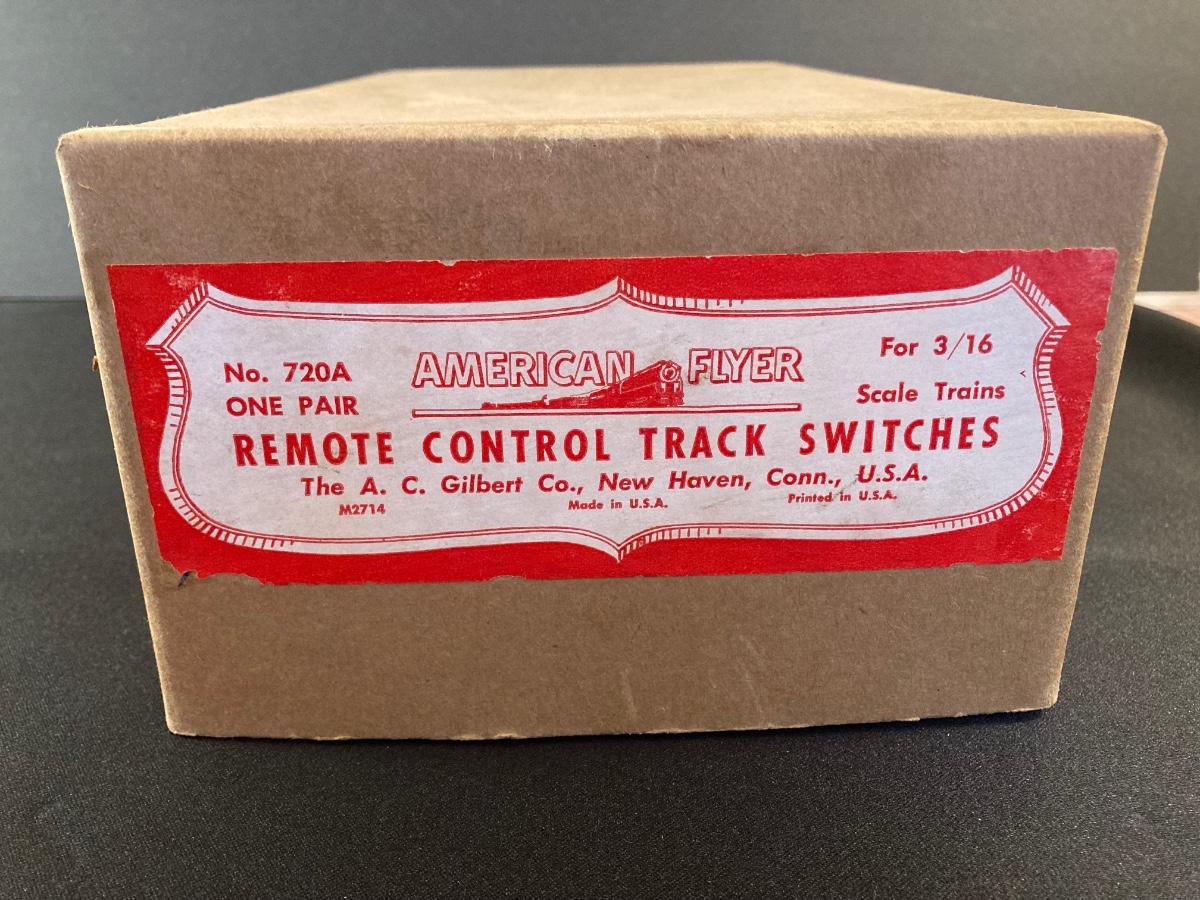 No. 720A
ONE PAIR
AMERICAN FLYER
For 3/16
Scale Trains
REMOTE CONTROL TRACK SWITCHES
The A. C. Gilbert Co., New Haven, Conn., U.S.A.
M2714
Made in U.S.A.
Printed in U.S.A.